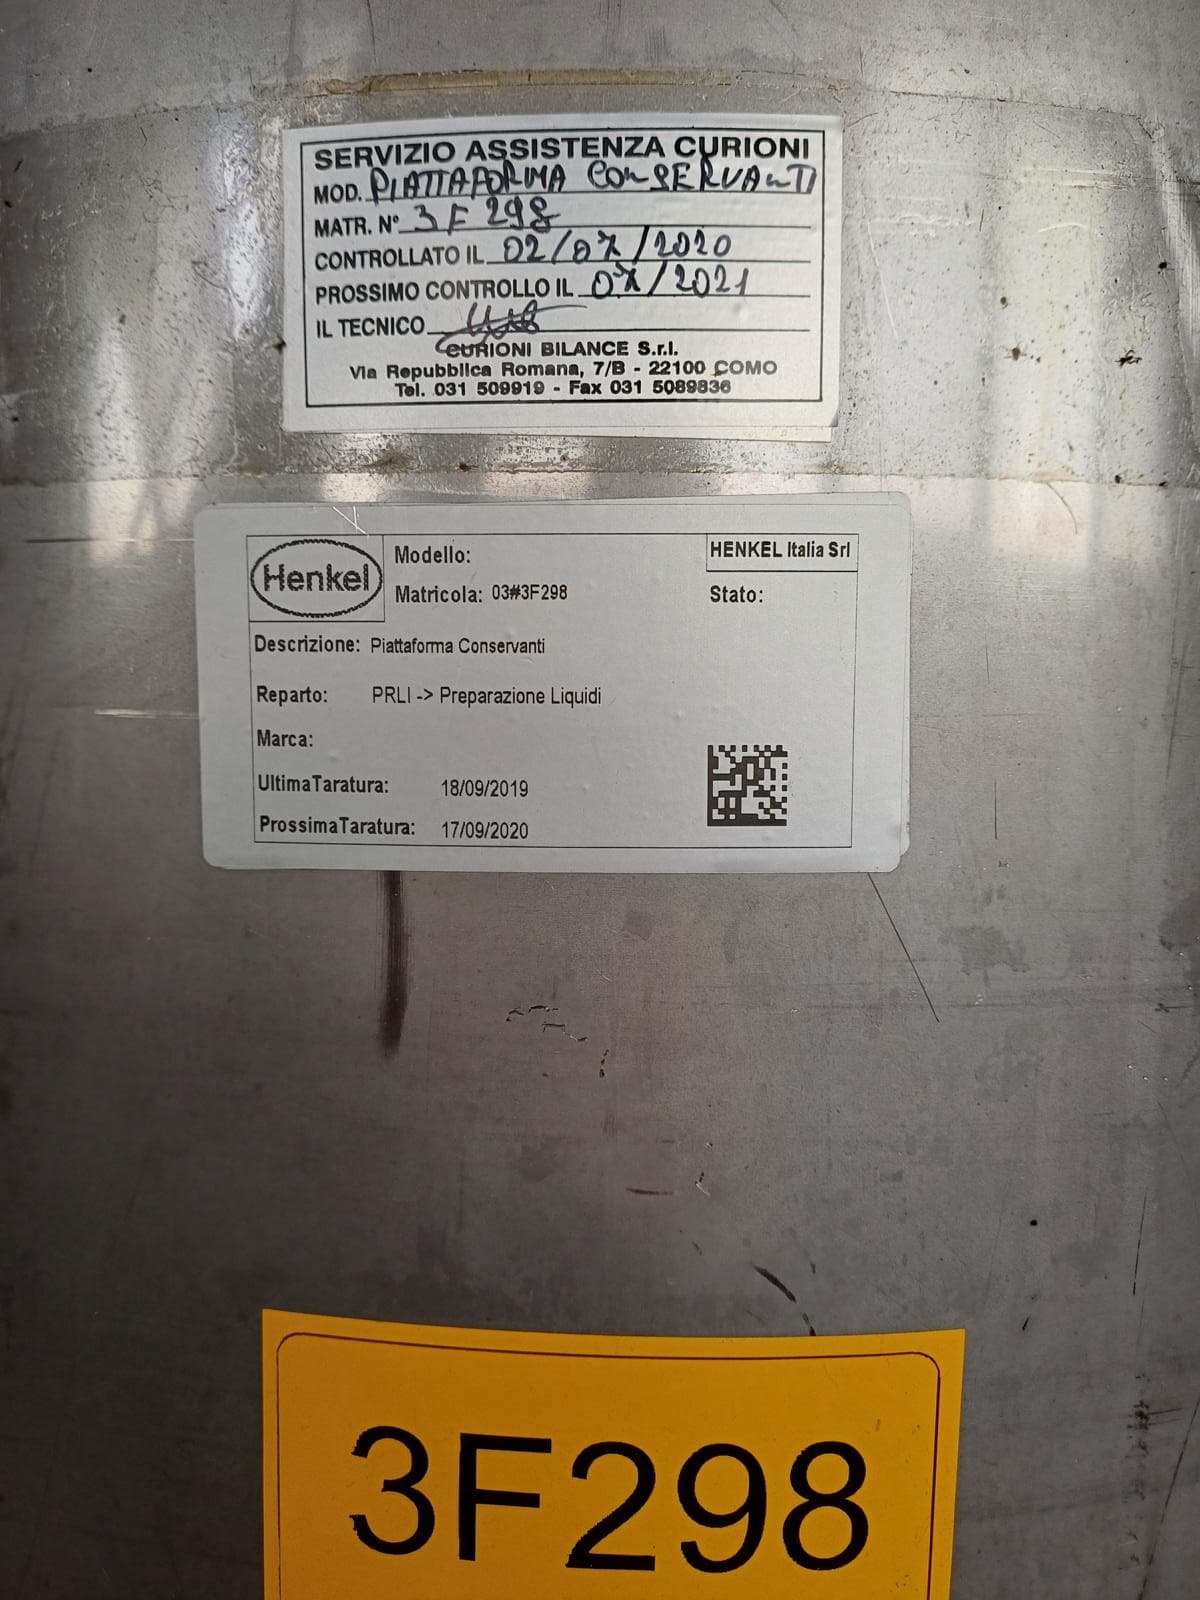 SERVIZIO ASSISTENZA CURIONI
MOD. PIATTAFORMA CONSERVANTI
MATR. N° 3F298
CONTROLLATO IL 02/07/2020
PROSSIMO CONTROLLO IL 07/2021
IL TECNICO
CURIONI BILANCE S.r.l.
Via Repubblica Romana, 7/B - 22100 COMO
Tel. 031 509919 - Fax 031 5089836
Henkel
Modello:
HENKEL Italia Srl
Matricola: 03#3F298
Stato:
Descrizione: Piattaforma Conservanti
Reparto: PRLI -> Preparazione Liquidi
Marca:
UltimaTaratura: 18/09/2019
ProssimaTaratura: 17/09/2020
3F298